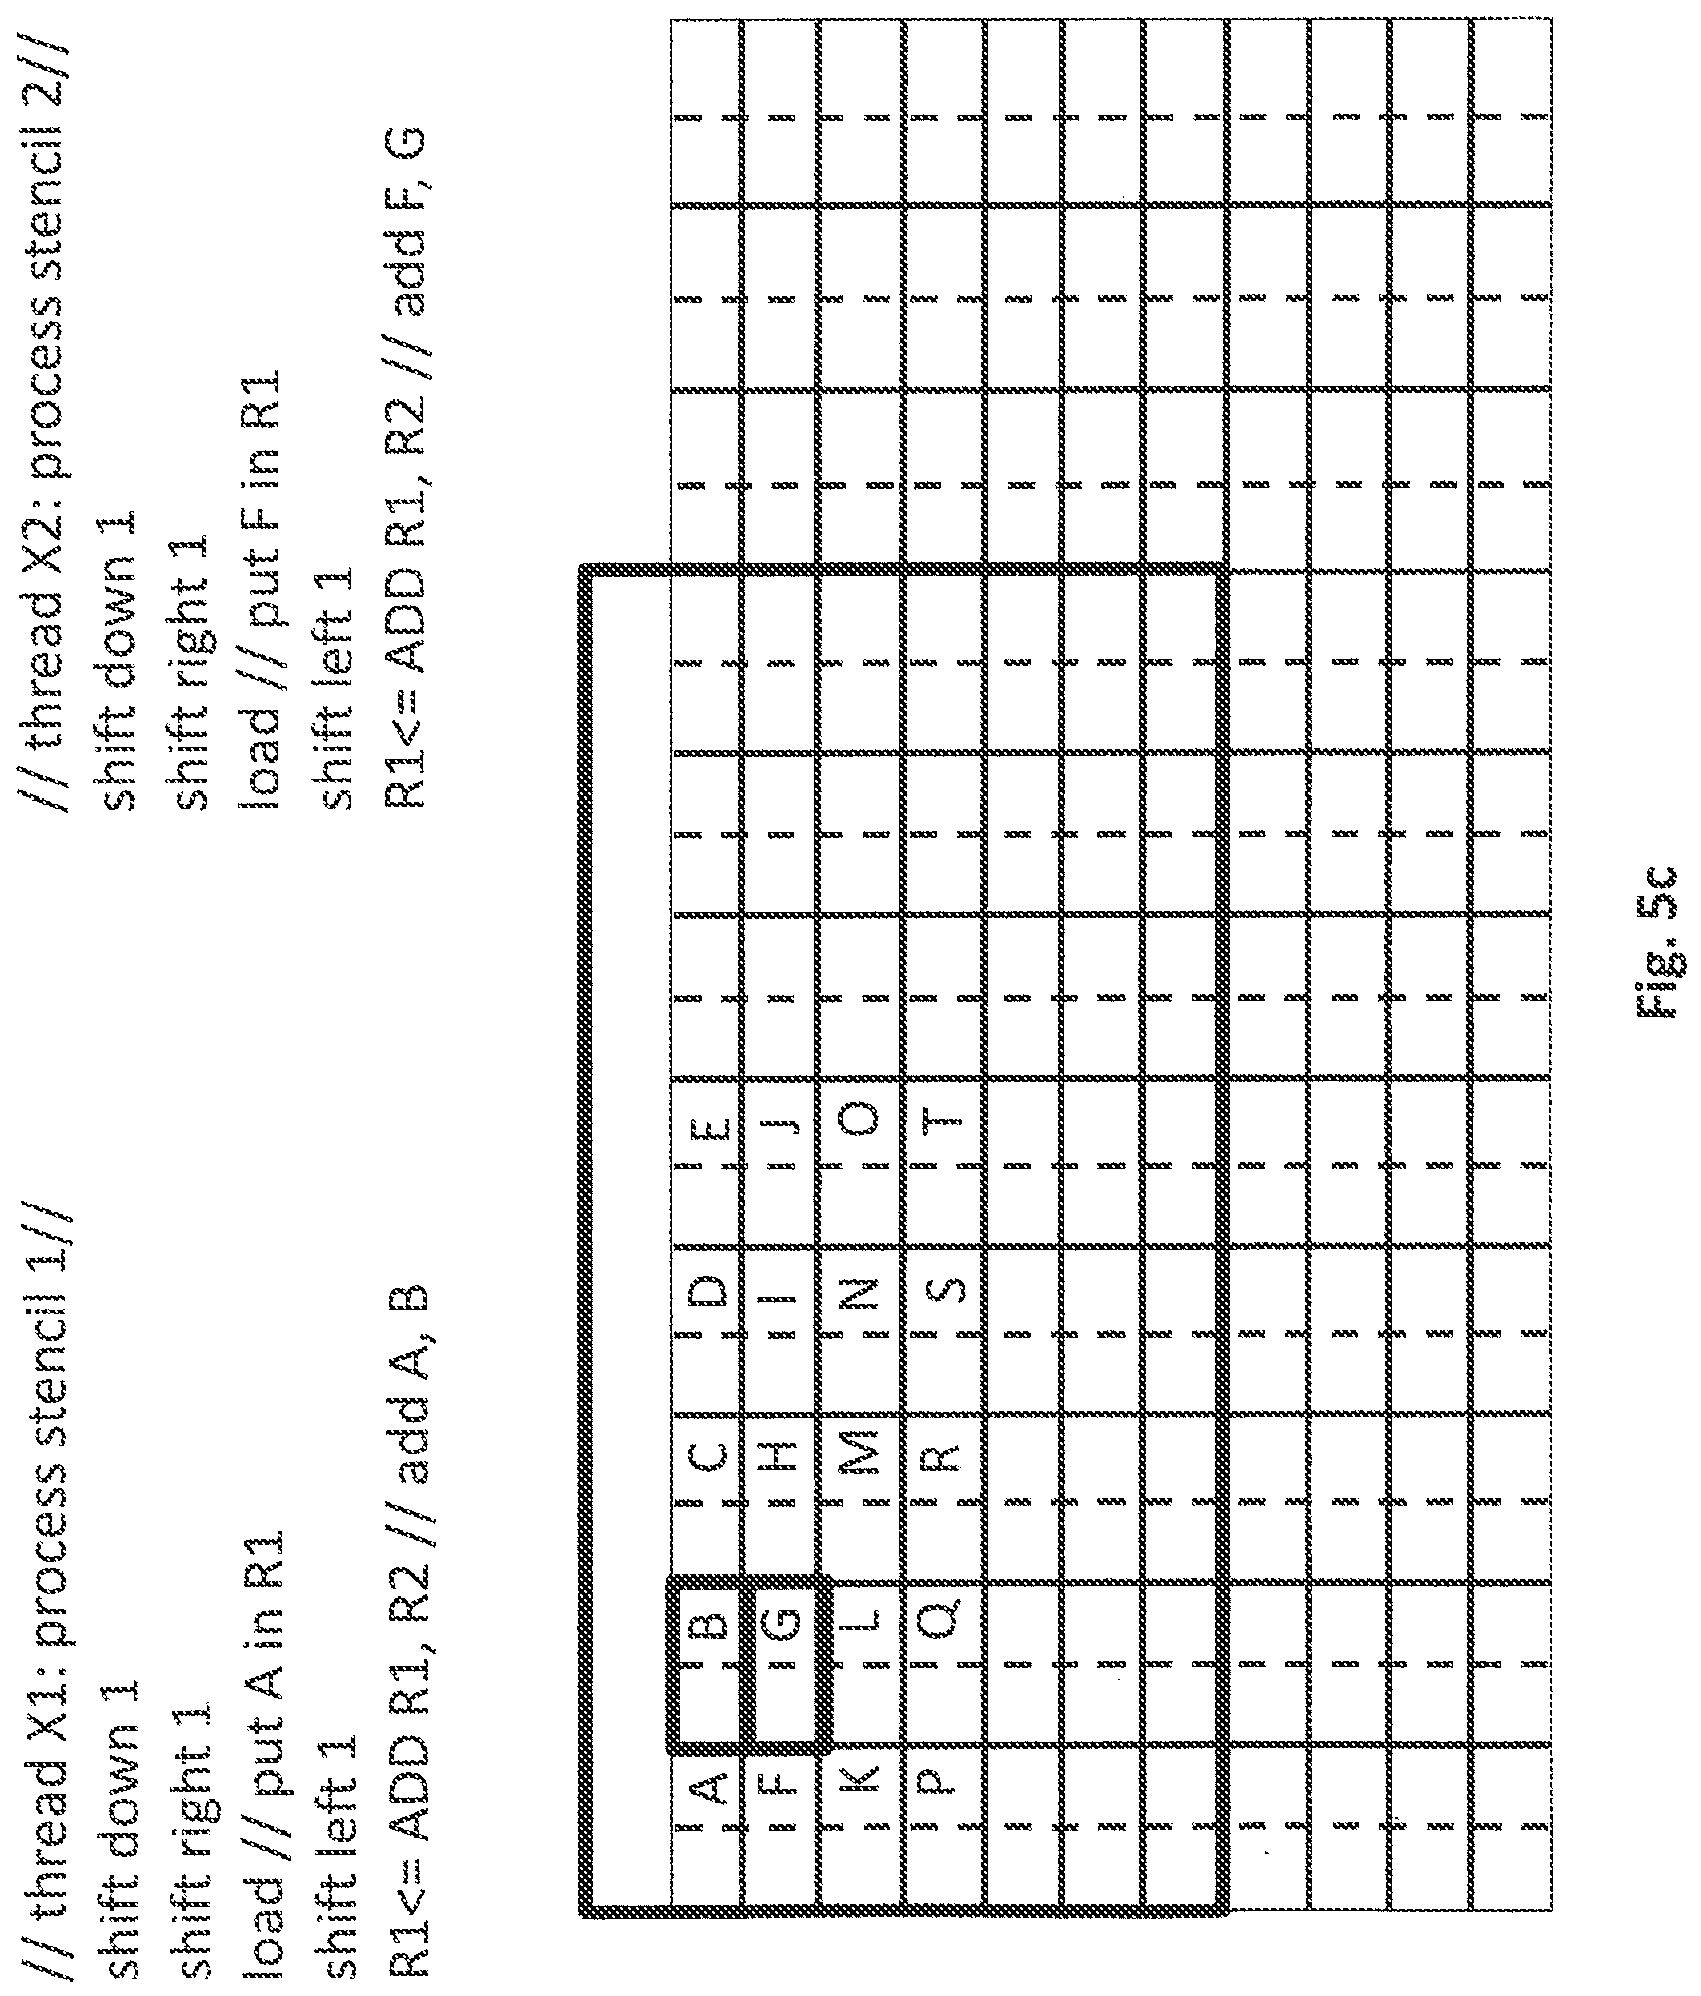 // thread X1: process stencil 1//
shift down 1
shift right 1
load // put A in R1
shift left 1
R1<= ADD R1, R2 // add A, B
// thread X2: process stencil 2//
shift down 1
shift right 1
load // put F in R1
shift left 1
R1<= ADD R1, R2 // add F, G
A B C D E
F G H I J
K L M N O
P Q R S T
Fig. 5c